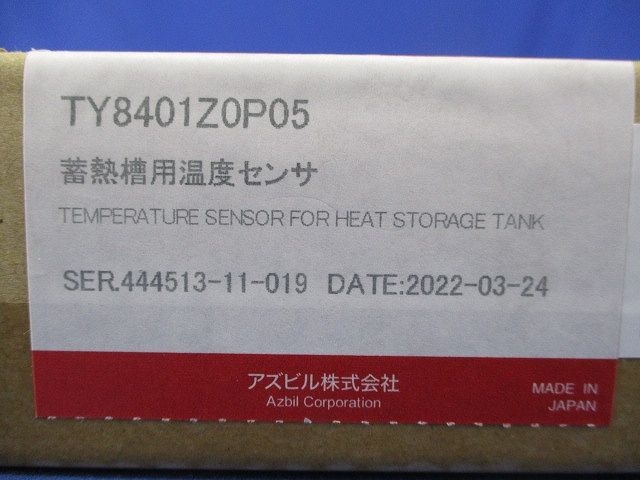 TY8401Z0P05
蓄熱槽用温度センサ
TEMPERATURE SENSOR FOR HEAT STORAGE TANK
SER.444513-11-019 DATE:2022-03-24
アズビル株式会社
Azbil Corporation
MADE IN
JAPAN